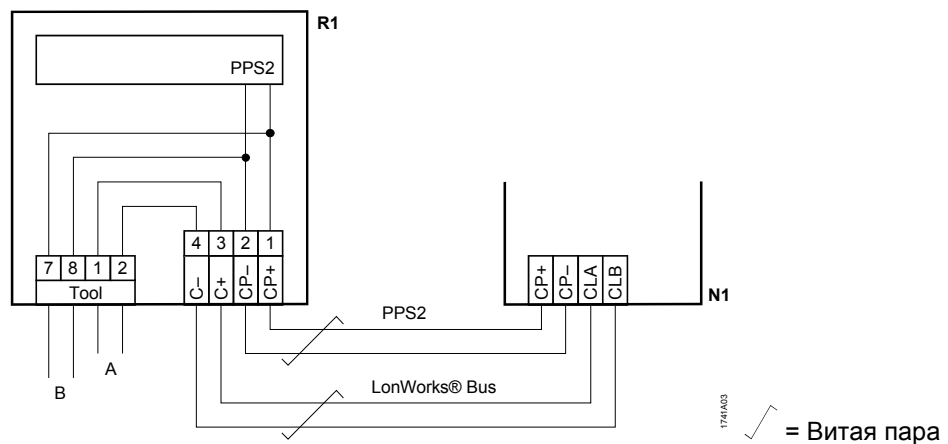 R1
PPS2
4 3 2 1
C– C+ CP– CP+
7 8 1 2
Tool
B
A
CP+ CP– CLA CLB
N1
PPS2
LonWorks® Bus
1741A03
= Витая пара